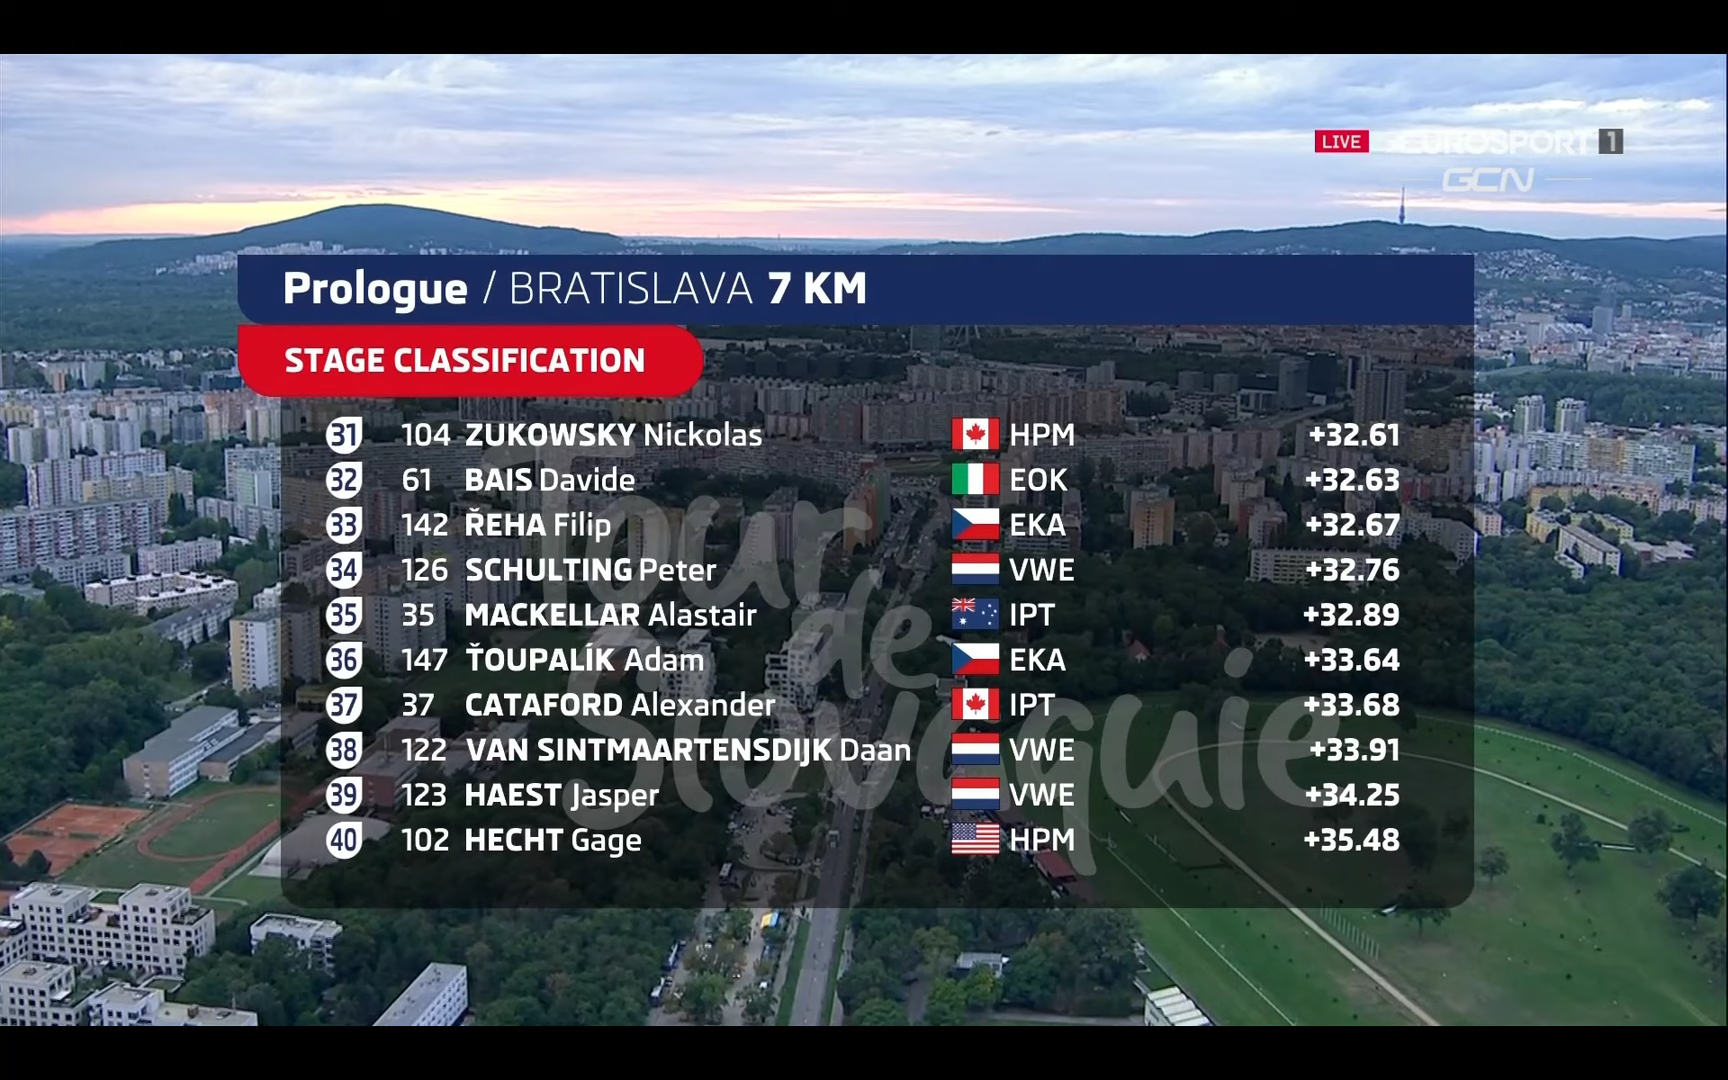 LIVE EUROSPORT 1
GCN
Prologue / BRATISLAVA 7 KM
STAGE CLASSIFICATION
31 104 ZUKOWSKY Nickolas HPM +32.61
32 61 BAIS Davide EOK +32.63
33 142 ŘEHA Filip EKA +32.67
34 126 SCHULTING Peter VWE +32.76
35 35 MACKELLAR Alastair IPT +32.89
36 147 ŤOUPALÍK Adam EKA +33.64
37 37 CATAFORD Alexander IPT +33.68
38 122 VAN SINTMAARTENSDIJK Daan VWE +33.91
39 123 HAEST Jasper VWE +34.25
40 102 HECHT Gage HPM +35.48
Tour
de
Slovaquie